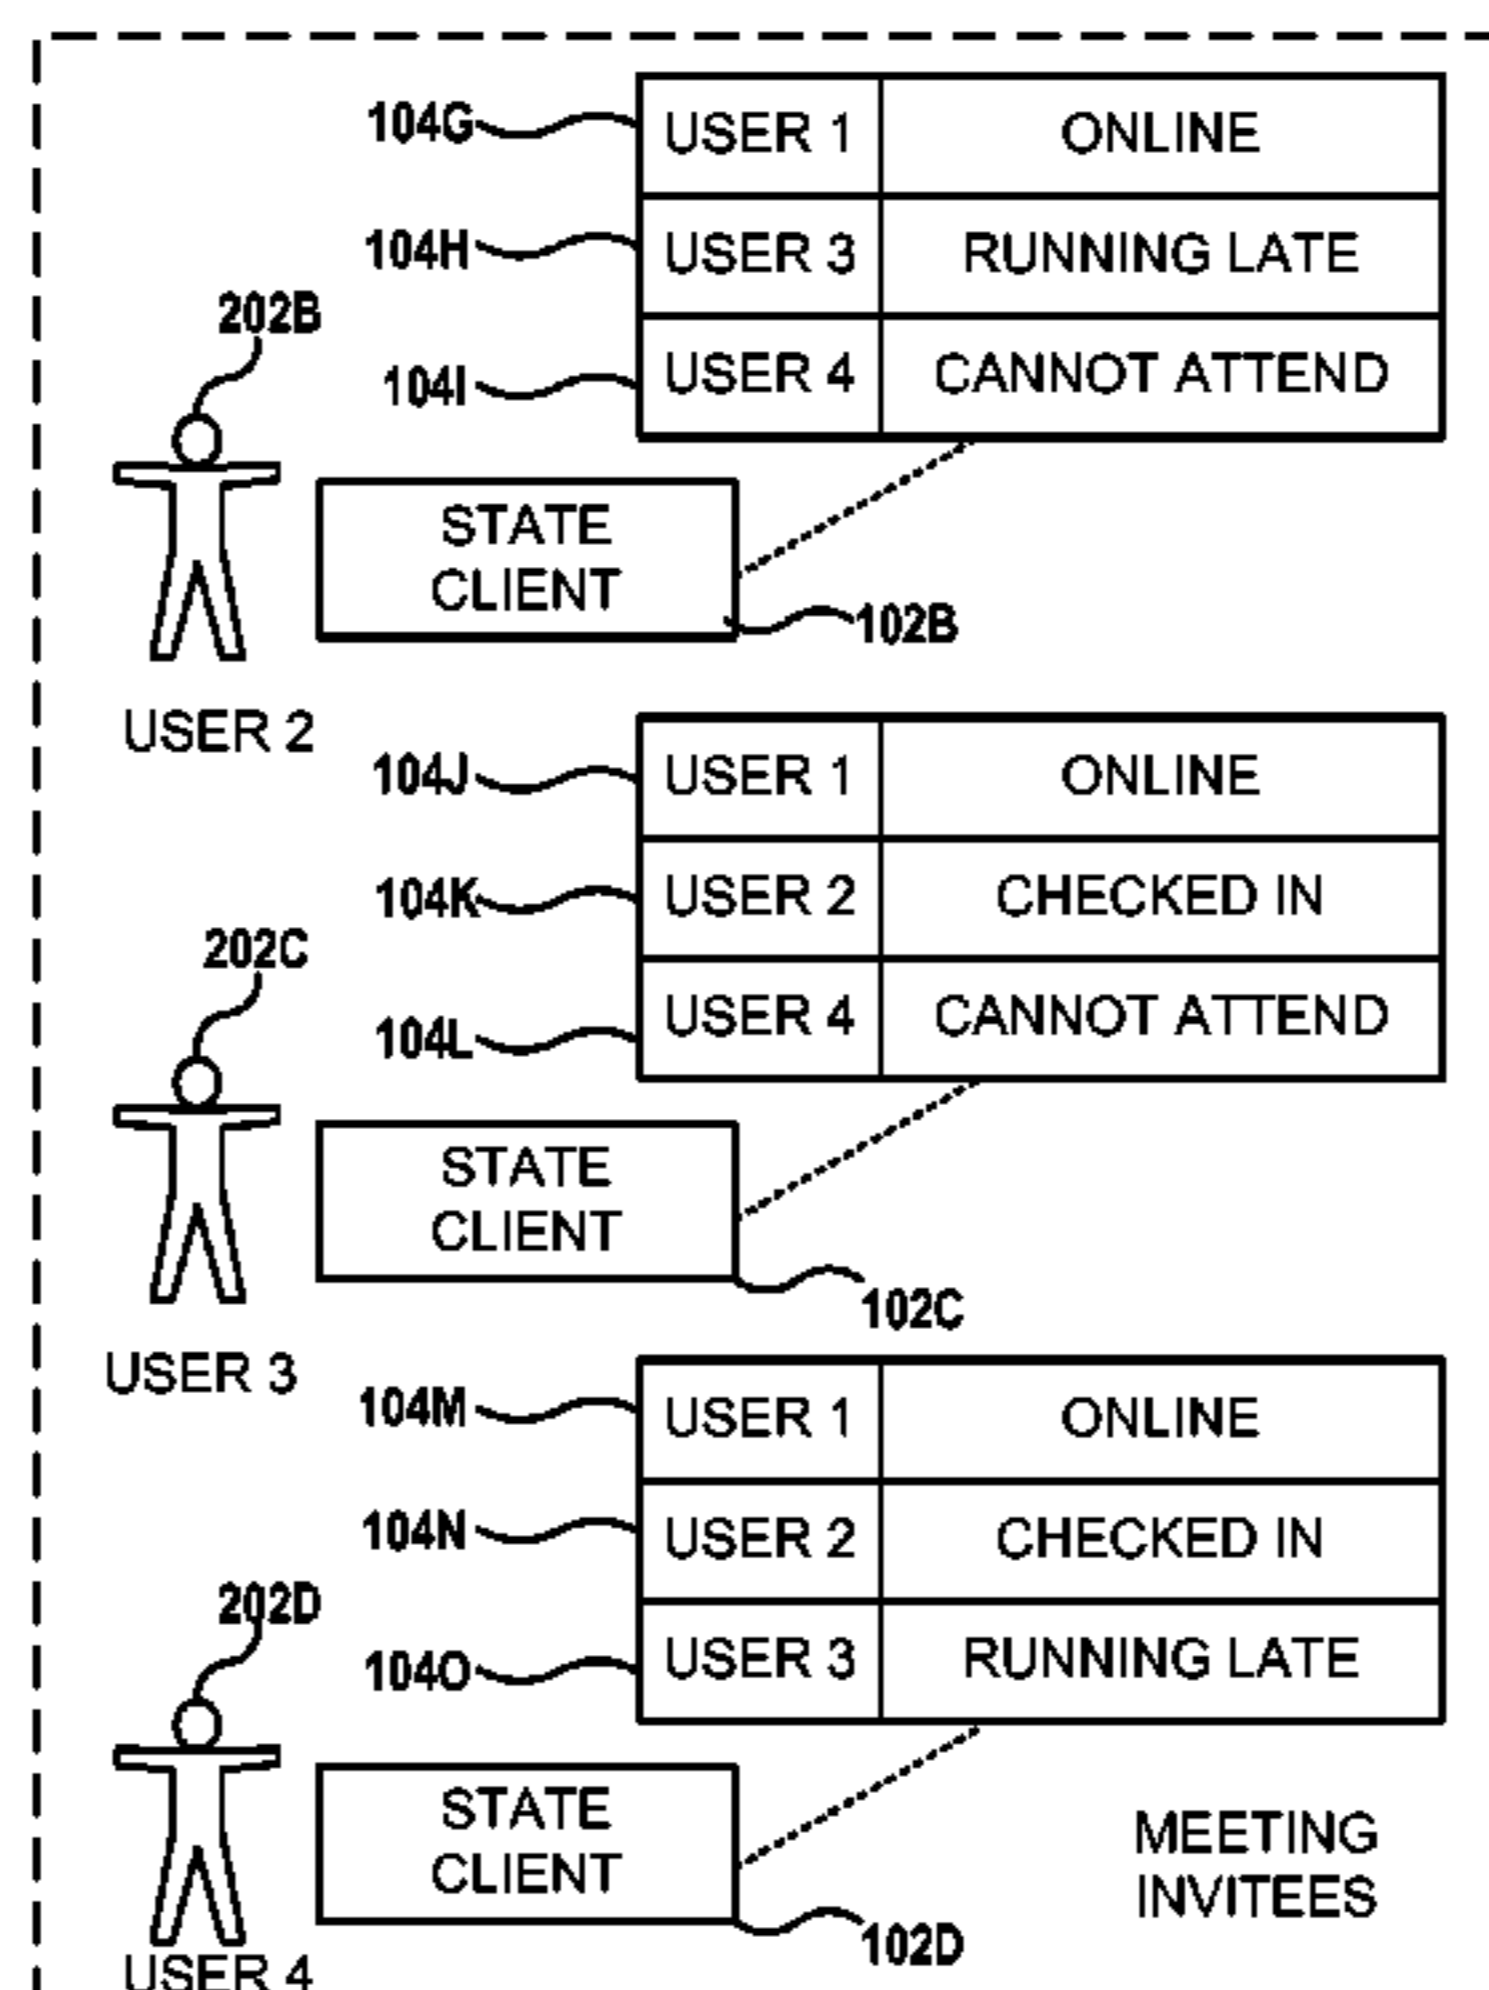 104G USER 1 ONLINE
104H USER 3 RUNNING LATE
202B
104I USER 4 CANNOT ATTEND
STATE
CLIENT
102B
USER 2
104J USER 1 ONLINE
104K USER 2 CHECKED IN
202C
104L USER 4 CANNOT ATTEND
STATE
CLIENT
102C
USER 3
104M USER 1 ONLINE
104N USER 2 CHECKED IN
202D
104O USER 3 RUNNING LATE
STATE
CLIENT
102D
MEETING
INVITEES
USER 4